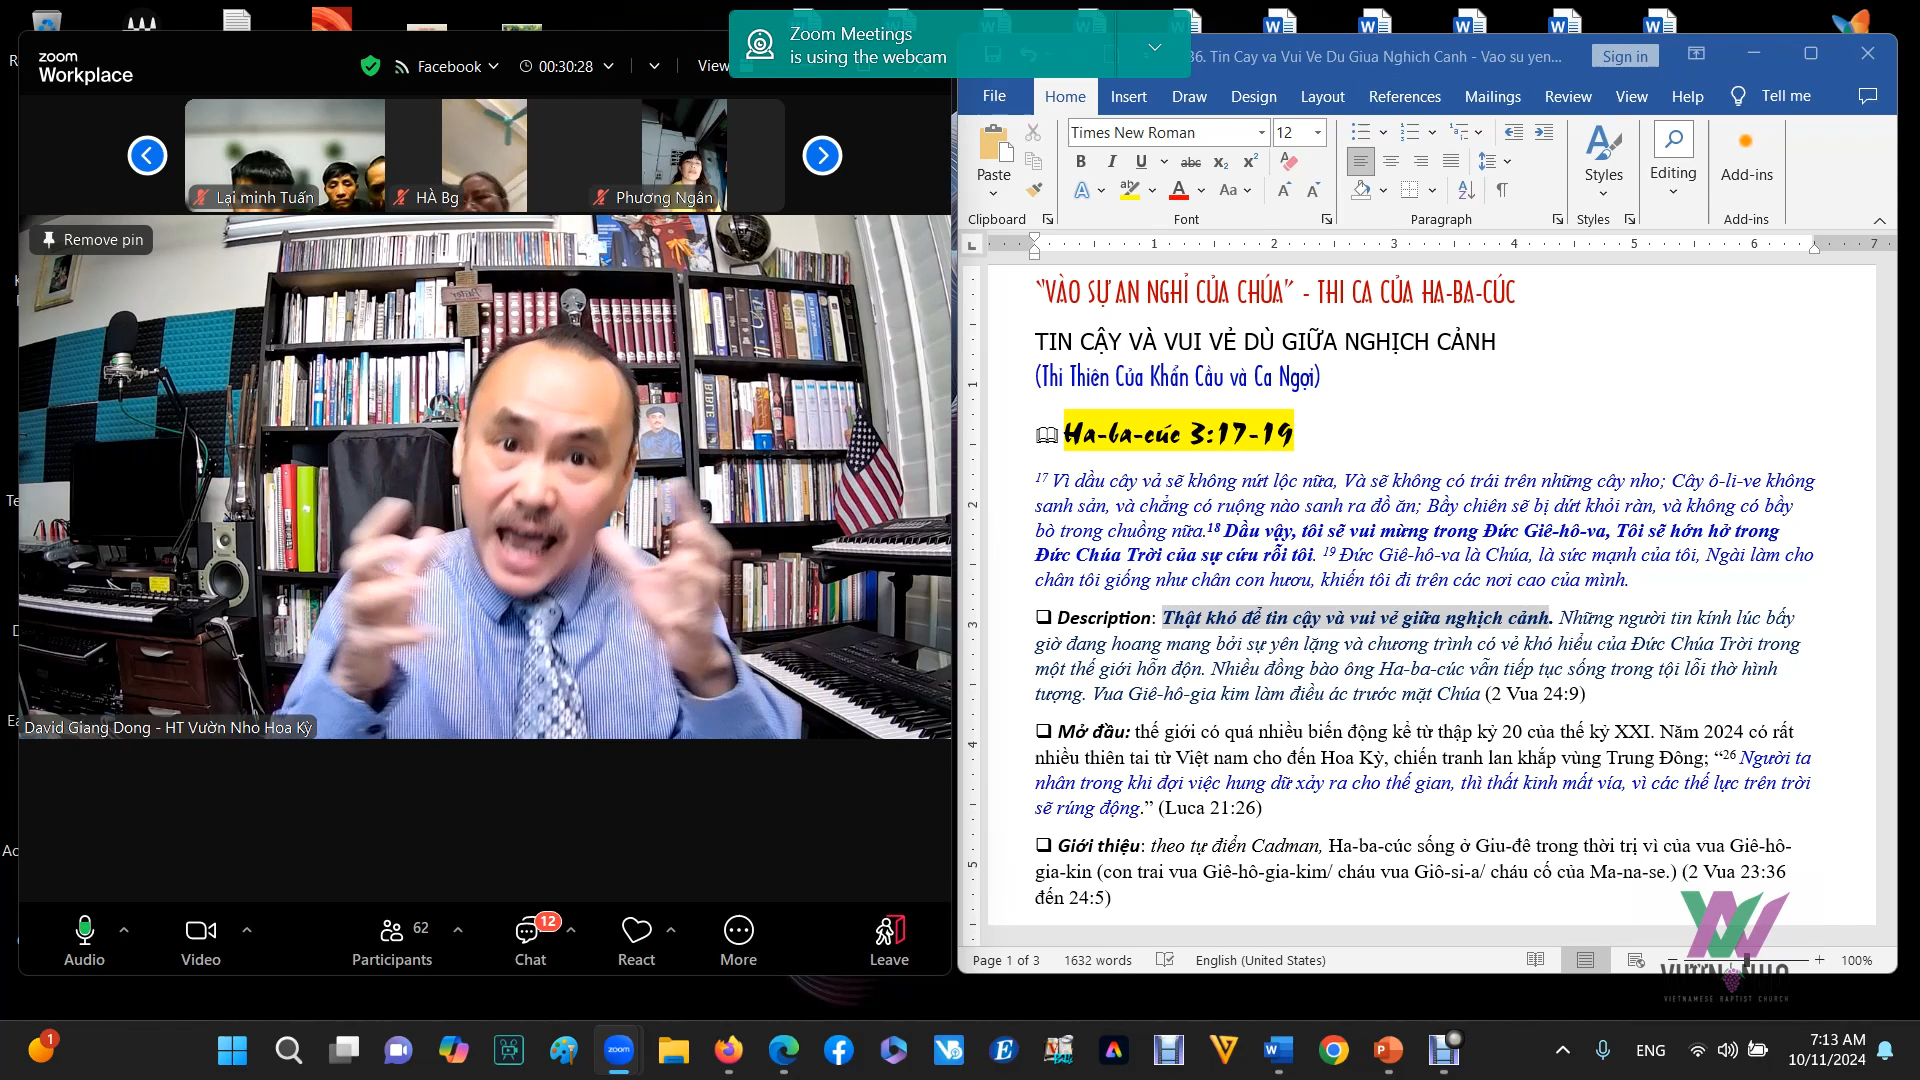 zoom
Workplace
Facebook
00:30:28
View
Zoom Meetings
is using the webcam
Lại minh Tuấn
HÀ Bg
Phương Ngân
Remove pin
Paster
BIBLE
David Giang Dong - HT Vườn Nho Hoa Kỳ
Audio
Video
62
Participants
12
Chat
React
More
Leave
36. Tin Cay va Vui Ve Du Giua Nghich Canh - Vao su yen...
Sign in
File
Home
Insert
Draw
Design
Layout
References
Mailings
Review
View
Help
Tell me
Paste
Clipboard
Times New Roman
12
B I U abc x₂ x²
A Aa A A
Font
Paragraph
Styles
Styles
Editing
Add-ins
Add-ins
1 2 3 4 5 6 7
"VÀO SỰ AN NGHỈ CỦA CHÚA" - THI CA CỦA HA-BA-CÚC
TIN CẬY VÀ VUI VẺ DÙ GIỮA NGHỊCH CẢNH
(Thi Thiên Của Khẩn Cầu và Ca Ngợi)
Ha-ba-cúc 3:17-19
17 Vì dầu cây vả sẽ không nứt lộc nữa, Và sẽ không có trái trên những cây nho; Cây ô-li-ve không
sanh sản, và chẳng có ruộng nào sanh ra đồ ăn; Bầy chiên sẽ bị dứt khỏi ràn, và không có bầy
bò trong chuồng nữa.18 Dầu vậy, tôi sẽ vui mừng trong Đức Giê-hô-va, Tôi sẽ hớn hở trong
Đức Chúa Trời của sự cứu rỗi tôi. 19 Đức Giê-hô-va là Chúa, là sức mạnh của tôi, Ngài làm cho
chân tôi giống như chân con hươu, khiến tôi đi trên các nơi cao của mình.
Description: Thật khó để tin cậy và vui vẻ giữa nghịch cảnh. Những người tin kính lúc bấy
giờ đang hoang mang bởi sự yên lặng và chương trình có vẻ khó hiểu của Đức Chúa Trời trong
một thế giới hỗn độn. Nhiều đồng bào ông Ha-ba-cúc vẫn tiếp tục sống trong tội lỗi thờ hình
tượng. Vua Giê-hô-gia kim làm điều ác trước mặt Chúa (2 Vua 24:9)
Mở đầu: thế giới có quá nhiều biến động kể từ thập kỷ 20 của thế kỷ XXI. Năm 2024 có rất
nhiều thiên tai từ Việt nam cho đến Hoa Kỳ, chiến tranh lan khắp vùng Trung Đông; “26 Người ta
nhân trong khi đợi việc hung dữ xảy ra cho thế gian, thì thất kinh mất vía, vì các thế lực trên trời
sẽ rúng động.” (Luca 21:26)
Giới thiệu: theo tự điển Cadman, Ha-ba-cúc sống ở Giu-đê trong thời trị vì của vua Giê-hô-
gia-kin (con trai vua Giê-hô-gia-kim/ cháu vua Giô-si-a/ cháu cố của Ma-na-se.) (2 Vua 23:36
đến 24:5)
Page 1 of 3
1632 words
English (United States)
100%
VƯỜN NHO
VIETNAMESE BAPTIST CHURCH
1
zoom
ENG
7:13 AM
10/11/2024